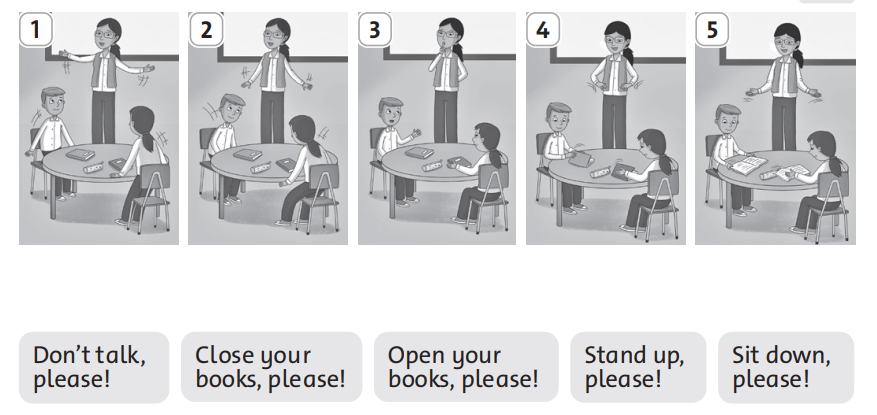 1
2
3
4
5
Don't talk,
please!
Close your
books, please!
Open your
books, please!
Stand up,
please!
Sit down,
please!